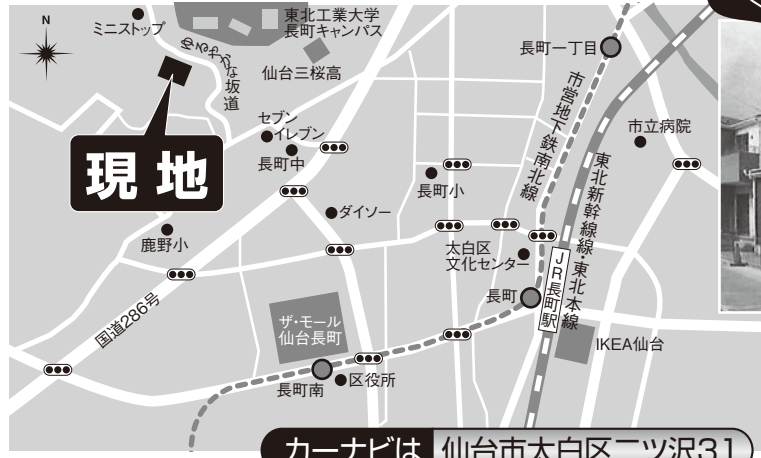 N
ミニストップ
ゆるやかな坂道
東北工業大学
長町キャンパス
仙台三桜高
長町一丁目
市営地下鉄南北線
市立病院
セブン
イレブン
長町中
現地
長町小
ダイソー
東北新幹線線・東北本線
鹿野小
太白区
文化センター
長町
JR長町駅
国道286号
ザ・モール
仙台長町
IKEA仙台
長町南
区役所
カーナビは 仙台市太白区二ツ沢31